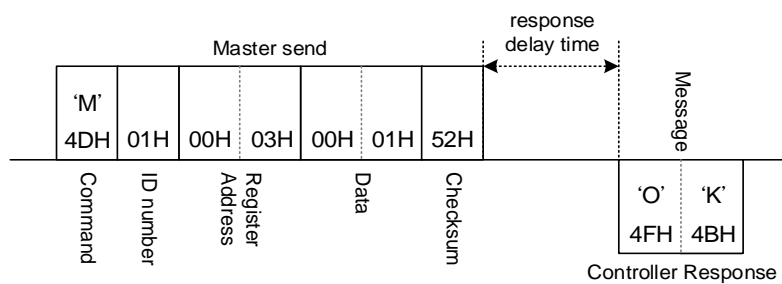 response
delay time
Master send
Message
‘M’
4DH 01H 00H 03H 00H 01H 52H
Command
ID number
Register
Address
Data
Checksum
‘O’ ‘K’
4FH 4BH
Controller Response